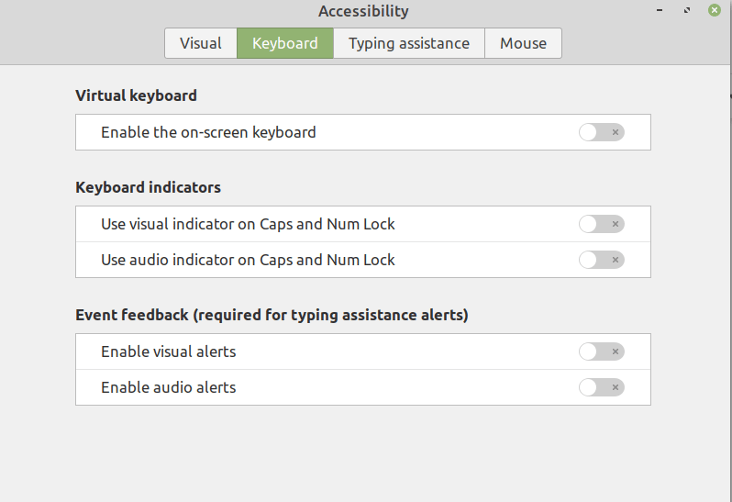 Accessibility
Visual Keyboard Typing assistance Mouse
Virtual keyboard
Enable the on-screen keyboard
Keyboard indicators
Use visual indicator on Caps and Num Lock
Use audio indicator on Caps and Num Lock
Event feedback (required for typing assistance alerts)
Enable visual alerts
Enable audio alerts